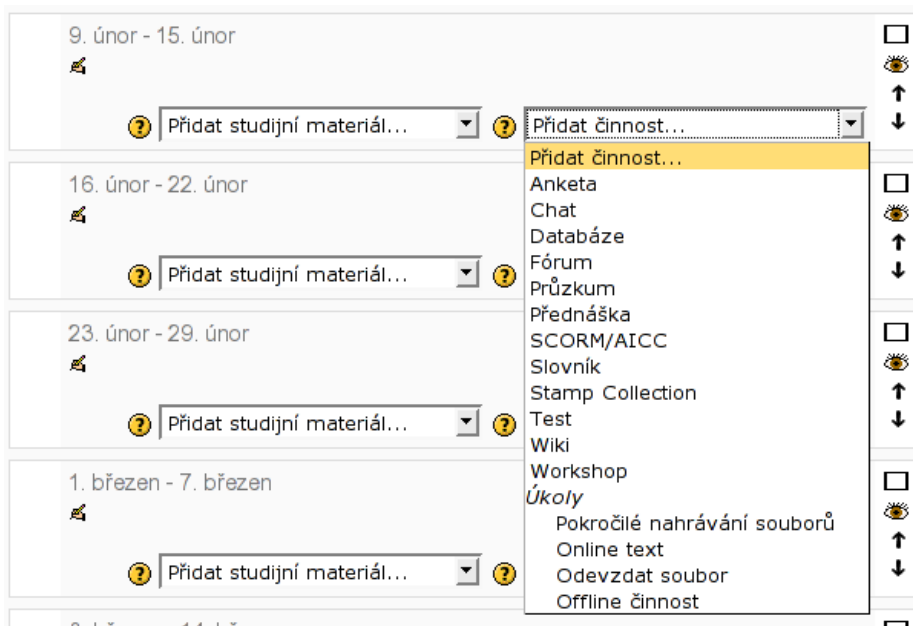 9. únor - 15. únor
Přidat studijní materiál... Přidat činnost...
Přidat činnost...
Anketa
Chat
Databáze
Fórum
Průzkum
Přednáška
SCORM/AICC
Slovník
Stamp Collection
Test
Wiki
Workshop
Úkoly
Pokročilé nahrávání souborů
Online text
Odevzdat soubor
Offline činnost
16. únor - 22. únor
Přidat studijní materiál...
23. únor - 29. únor
Přidat studijní materiál...
1. březen - 7. březen
Přidat studijní materiál...